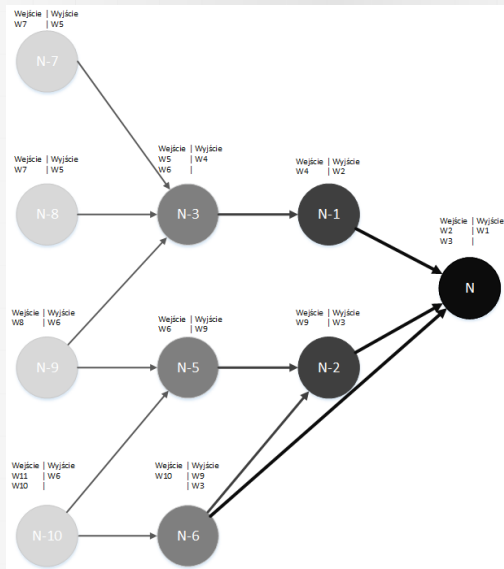 Wejście | Wyjście
W7 | W5
N-7
Wejście | Wyjście
W7 | W5
N-8
Wejście | Wyjście
W5 | W4
W6 |
N-3
Wejście | Wyjście
W4 | W2
N-1
Wejście | Wyjście
W2 | W1
W3 |
N
Wejście | Wyjście
W8 | W6
N-9
Wejście | Wyjście
W6 | W9
N-5
Wejście | Wyjście
W9 | W3
N-2
Wejście | Wyjście
W11 | W6
W10 |
N-10
Wejście | Wyjście
W10 | W9
| W3
N-6